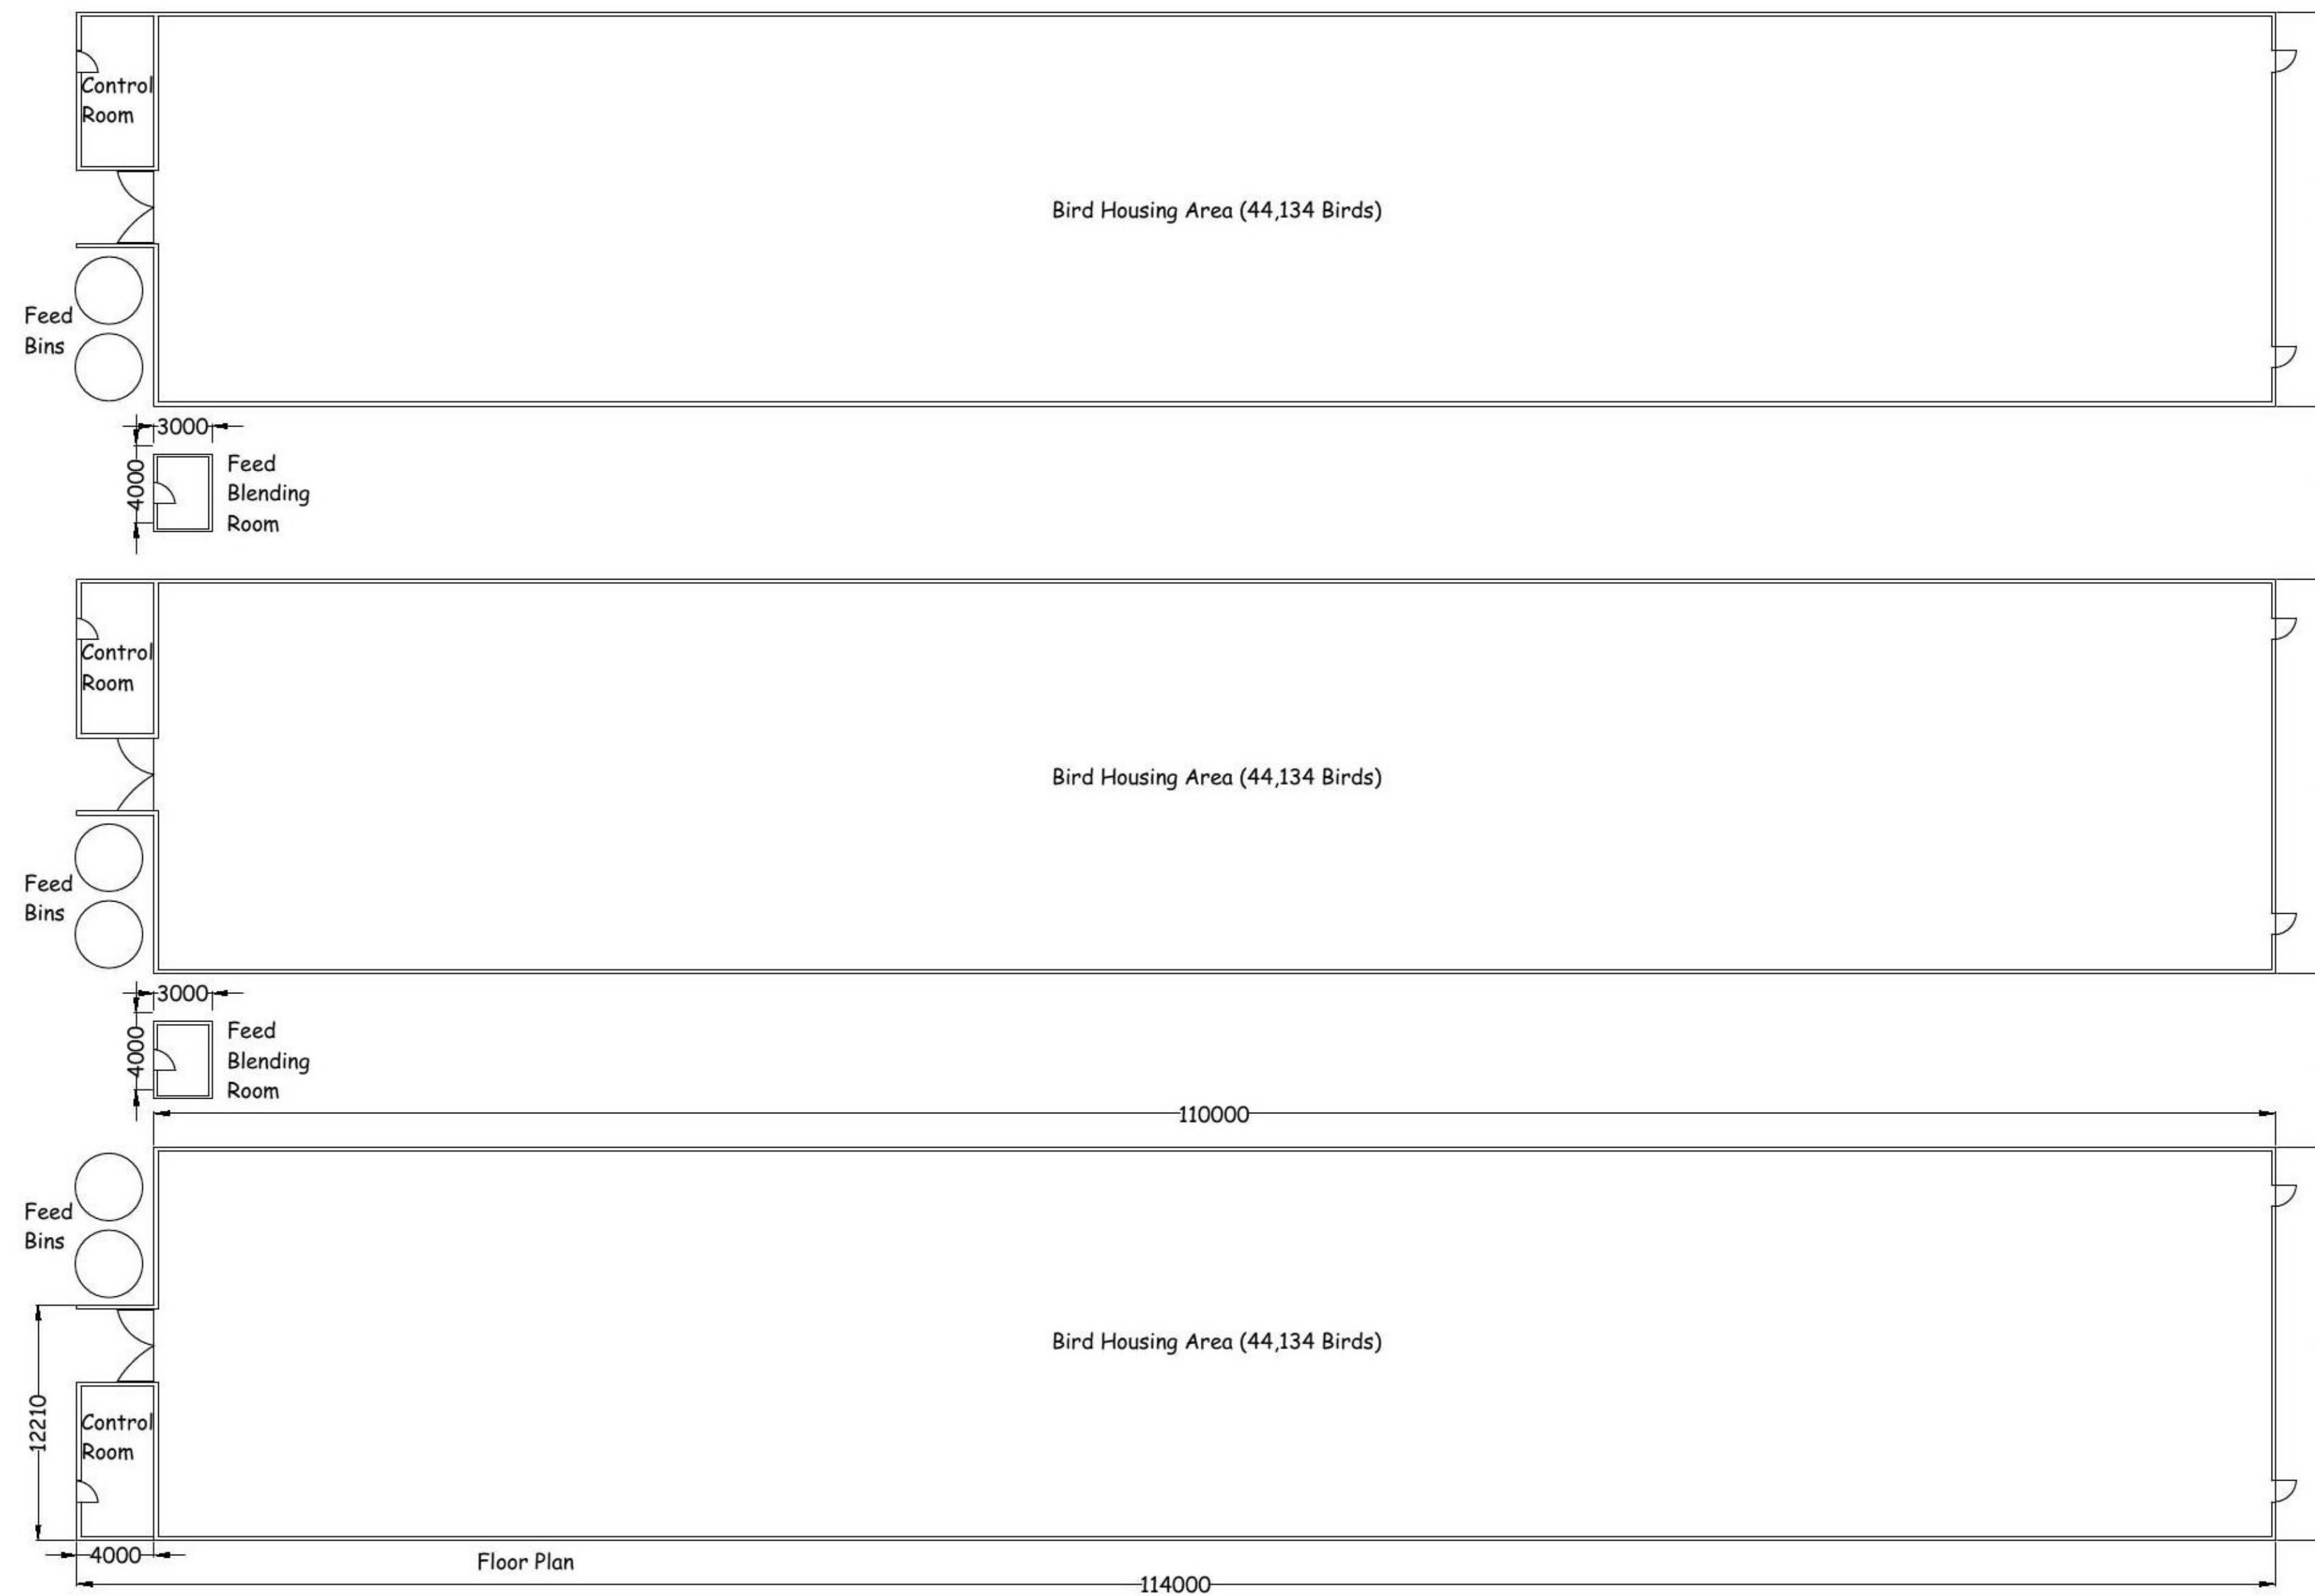 Control
Room
Bird Housing Area (44,134 Birds)
Feed
Bins
3000
4000
Feed
Blending
Room
Control
Room
Bird Housing Area (44,134 Birds)
Feed
Bins
3000
4000
Feed
Blending
Room
110000
Feed
Bins
Bird Housing Area (44,134 Birds)
12210
Control
Room
4000
Floor Plan
114000